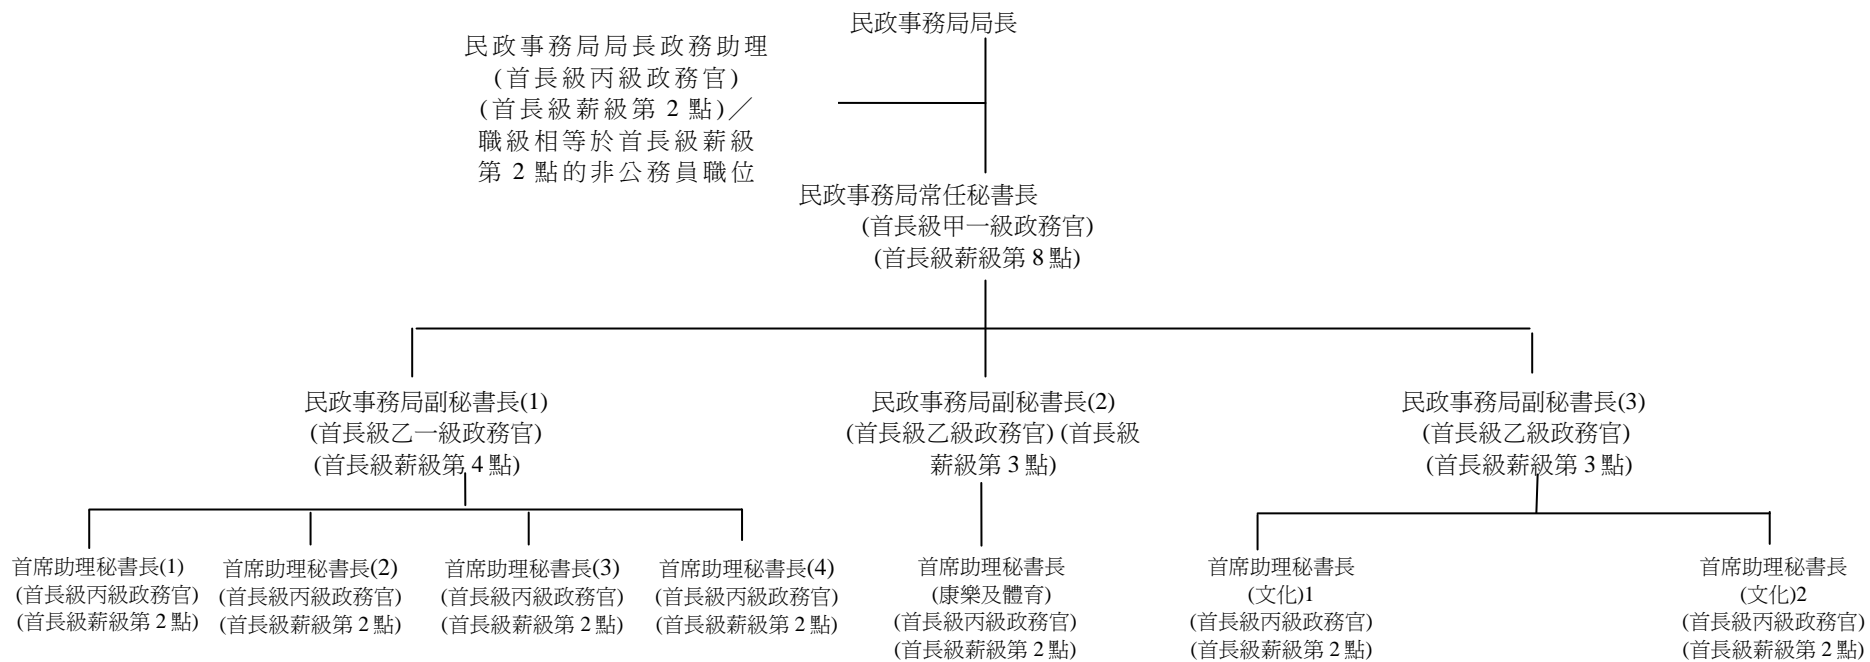 民政事務局局長
民政事務局局長政務助理
(首長級丙級政務官)
(首長級薪級第 2 點)／
職級相等於首長級薪級
第 2 點的非公務員職位
民政事務局常任秘書長
(首長級甲一級政務官)
(首長級薪級第 8 點)
民政事務局副秘書長(1)
(首長級乙一級政務官)
(首長級薪級第 4 點)
民政事務局副秘書長(2)
(首長級乙級政務官) (首長級
薪級第 3 點)
民政事務局副秘書長(3)
(首長級乙級政務官)
(首長級薪級第 3 點)
首席助理秘書長(1)
(首長級丙級政務官)
(首長級薪級第 2 點)
首席助理秘書長(2)
(首長級丙級政務官)
(首長級薪級第 2 點)
首席助理秘書長(3)
(首長級丙級政務官)
(首長級薪級第 2 點)
首席助理秘書長(4)
(首長級丙級政務官)
(首長級薪級第 2 點)
首席助理秘書長
(康樂及體育)
(首長級丙級政務官)
(首長級薪級第 2 點)
首席助理秘書長
(文化)1
(首長級丙級政務官)
(首長級薪級第 2 點)
首席助理秘書長
(文化)2
(首長級丙級政務官)
(首長級薪級第 2 點)